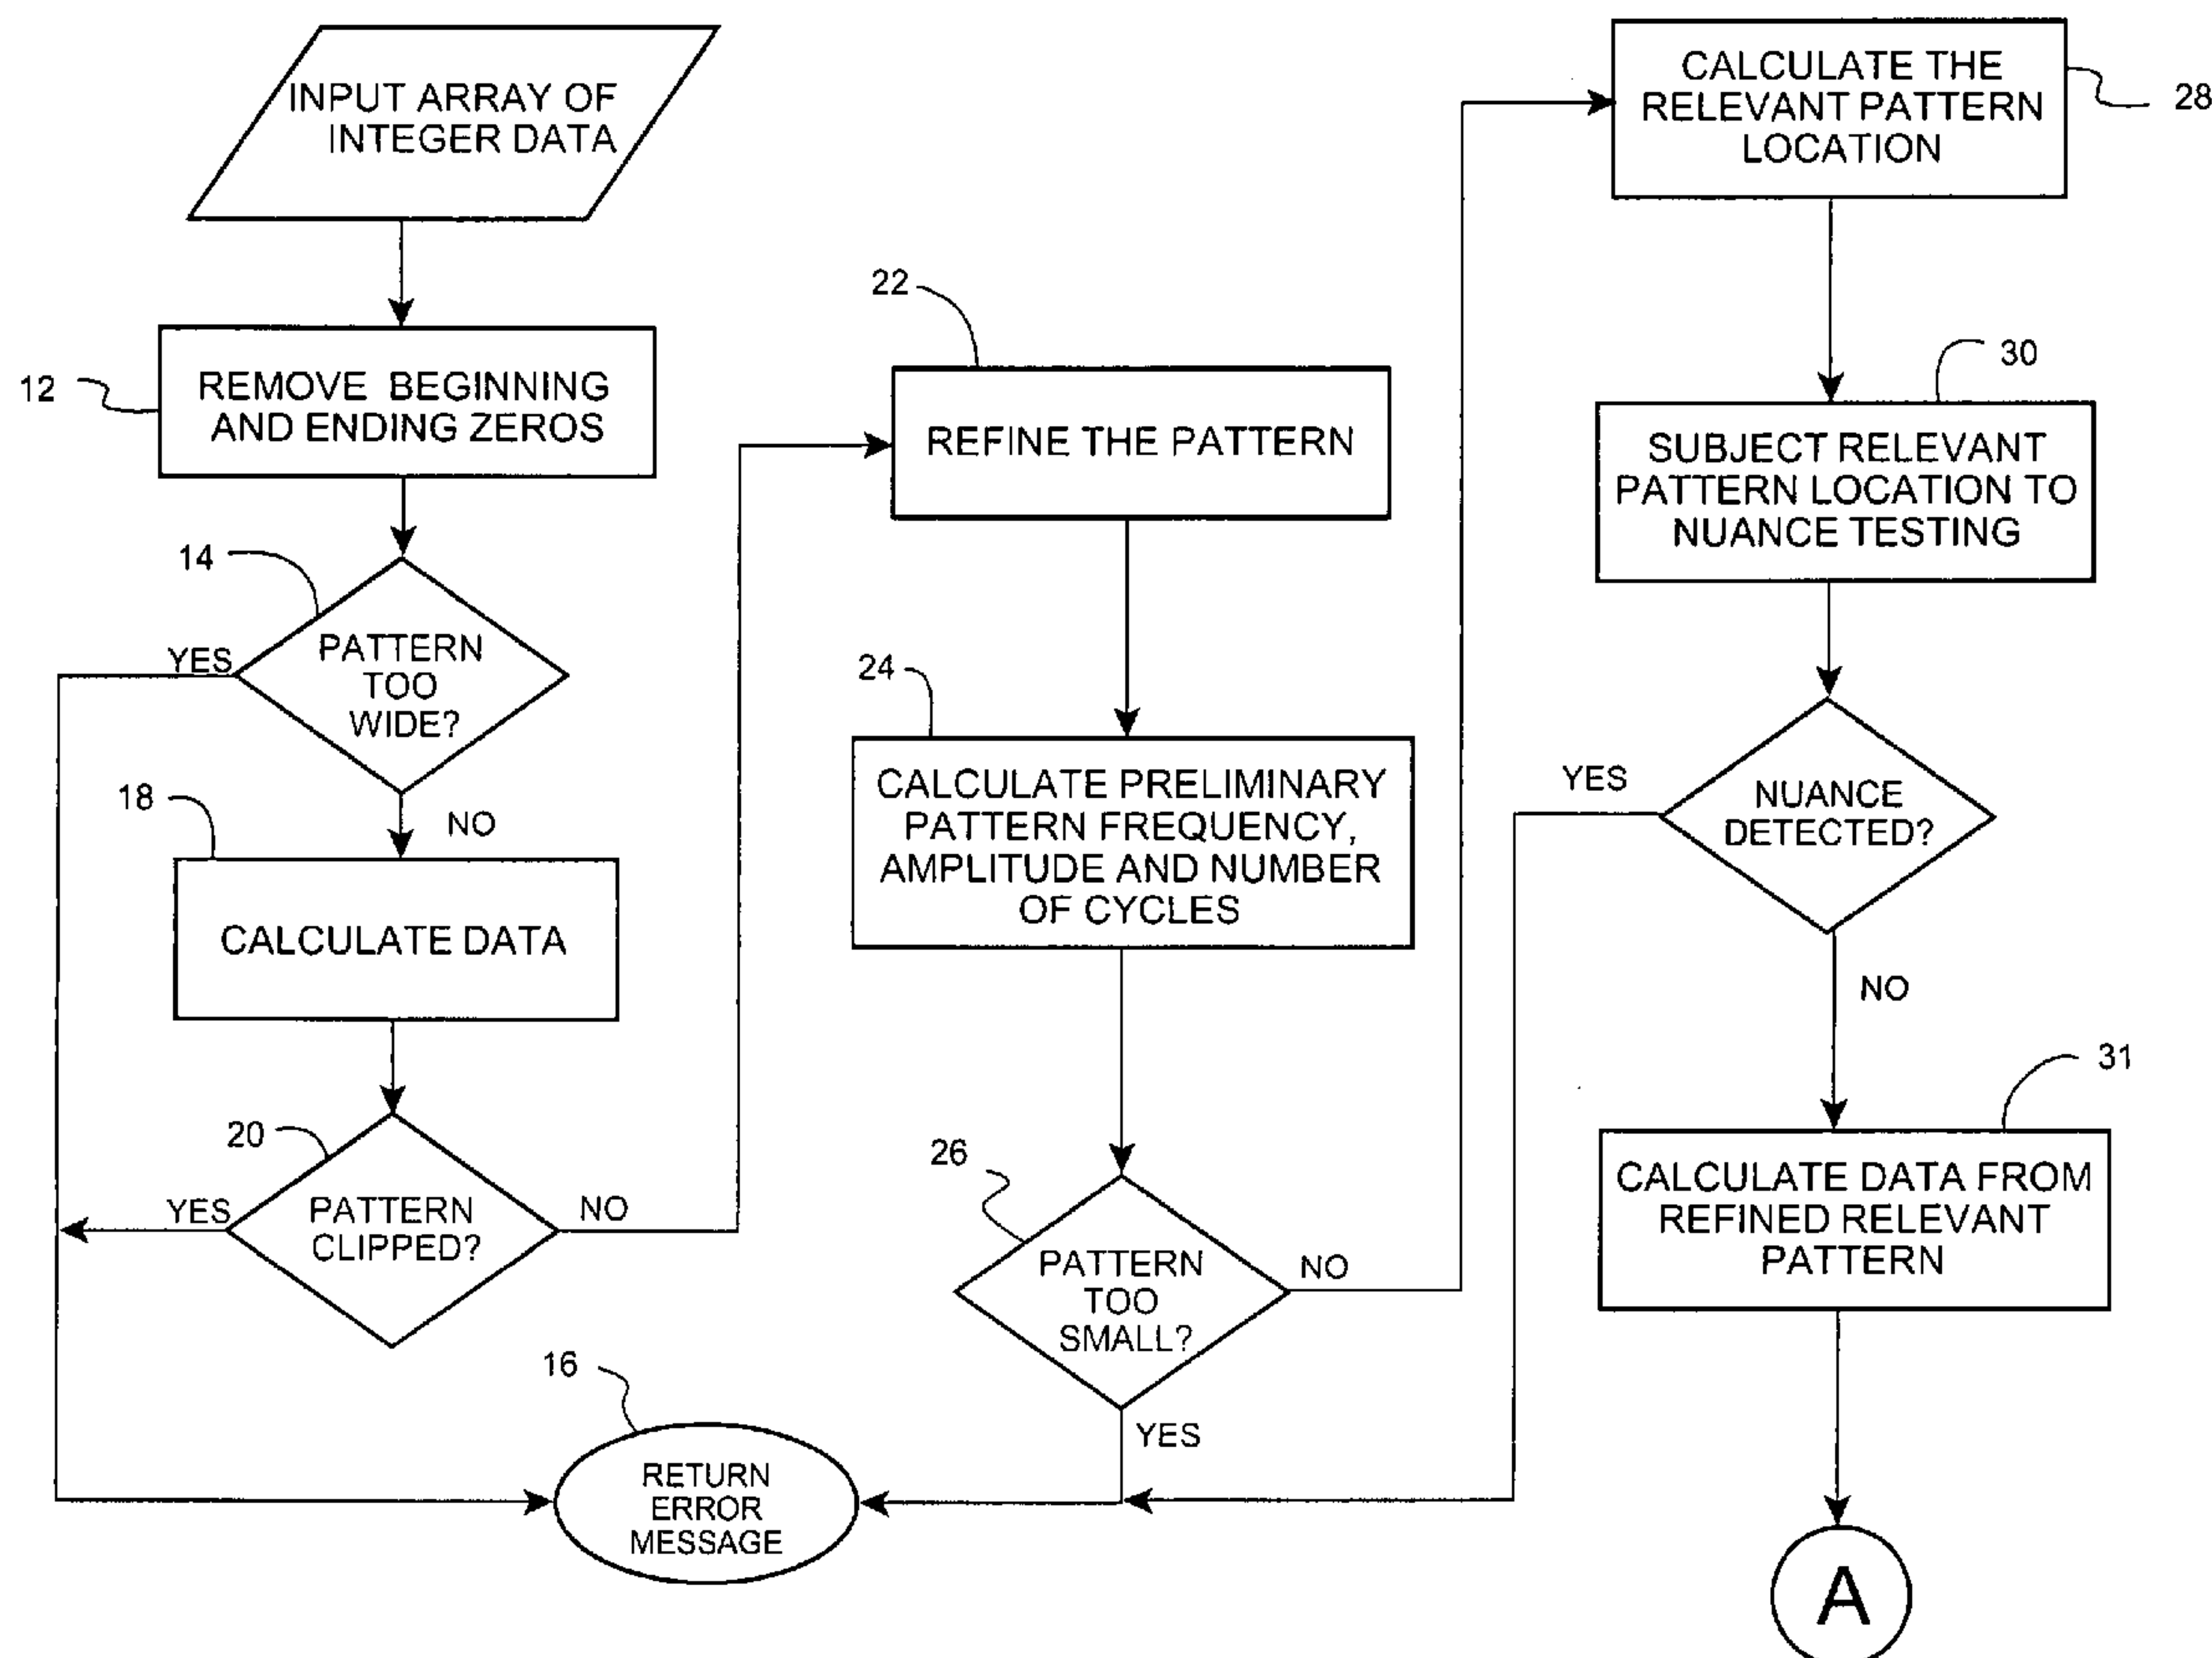 INPUT ARRAY OF
INTEGER DATA
12
REMOVE BEGINNING
AND ENDING ZEROS
14
YES
PATTERN
TOO
WIDE?
NO
18
CALCULATE DATA
20
YES
PATTERN
CLIPPED?
NO
16
RETURN
ERROR
MESSAGE
22
REFINE THE PATTERN
24
CALCULATE PRELIMINARY
PATTERN FREQUENCY,
AMPLITUDE AND NUMBER
OF CYCLES
26
PATTERN
TOO
SMALL?
NO
YES
CALCULATE THE
RELEVANT PATTERN
LOCATION
28
30
SUBJECT RELEVANT
PATTERN LOCATION TO
NUANCE TESTING
YES
NUANCE
DETECTED?
NO
31
CALCULATE DATA FROM
REFINED RELEVANT
PATTERN
A